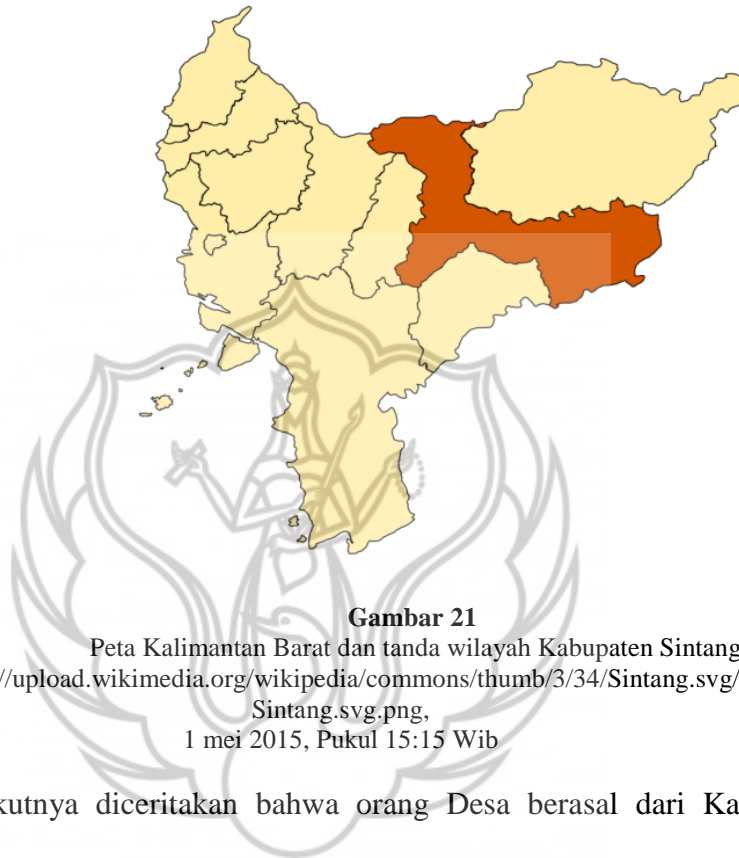 Gambar 21
Peta Kalimantan Barat dan tanda wilayah Kabupaten Sintang
//upload.wikimedia.org/wikipedia/commons/thumb/3/34/Sintang.svg/
Sintang.svg.png,
1 mei 2015, Pukul 15:15 Wib
kutnya diceritakan bahwa orang Desa berasal dari Ka